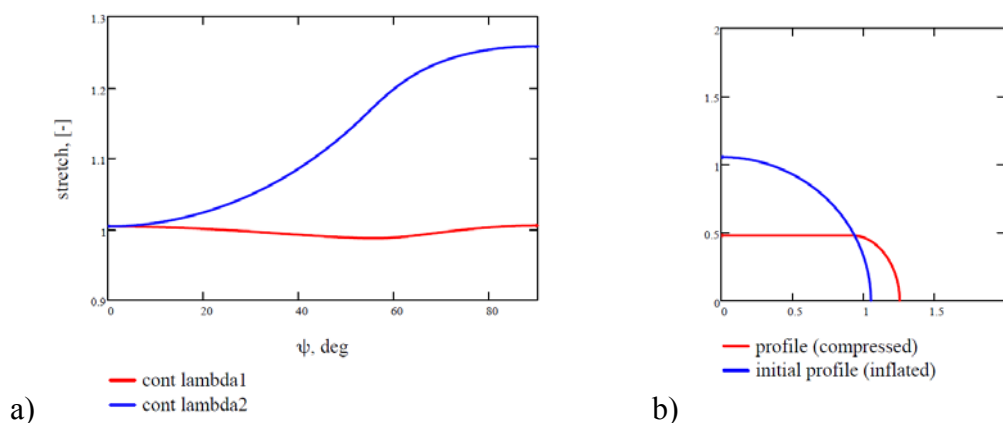 1.3
1.2
1.1
1
0.9
stretch, [-]
0 20 40 60 80
ψ, deg
cont lambda1
cont lambda2
a)
2
1.5
1
0.5
0
0 0.5 1 1.5
profile (compressed)
initial profile (inflated)
b)